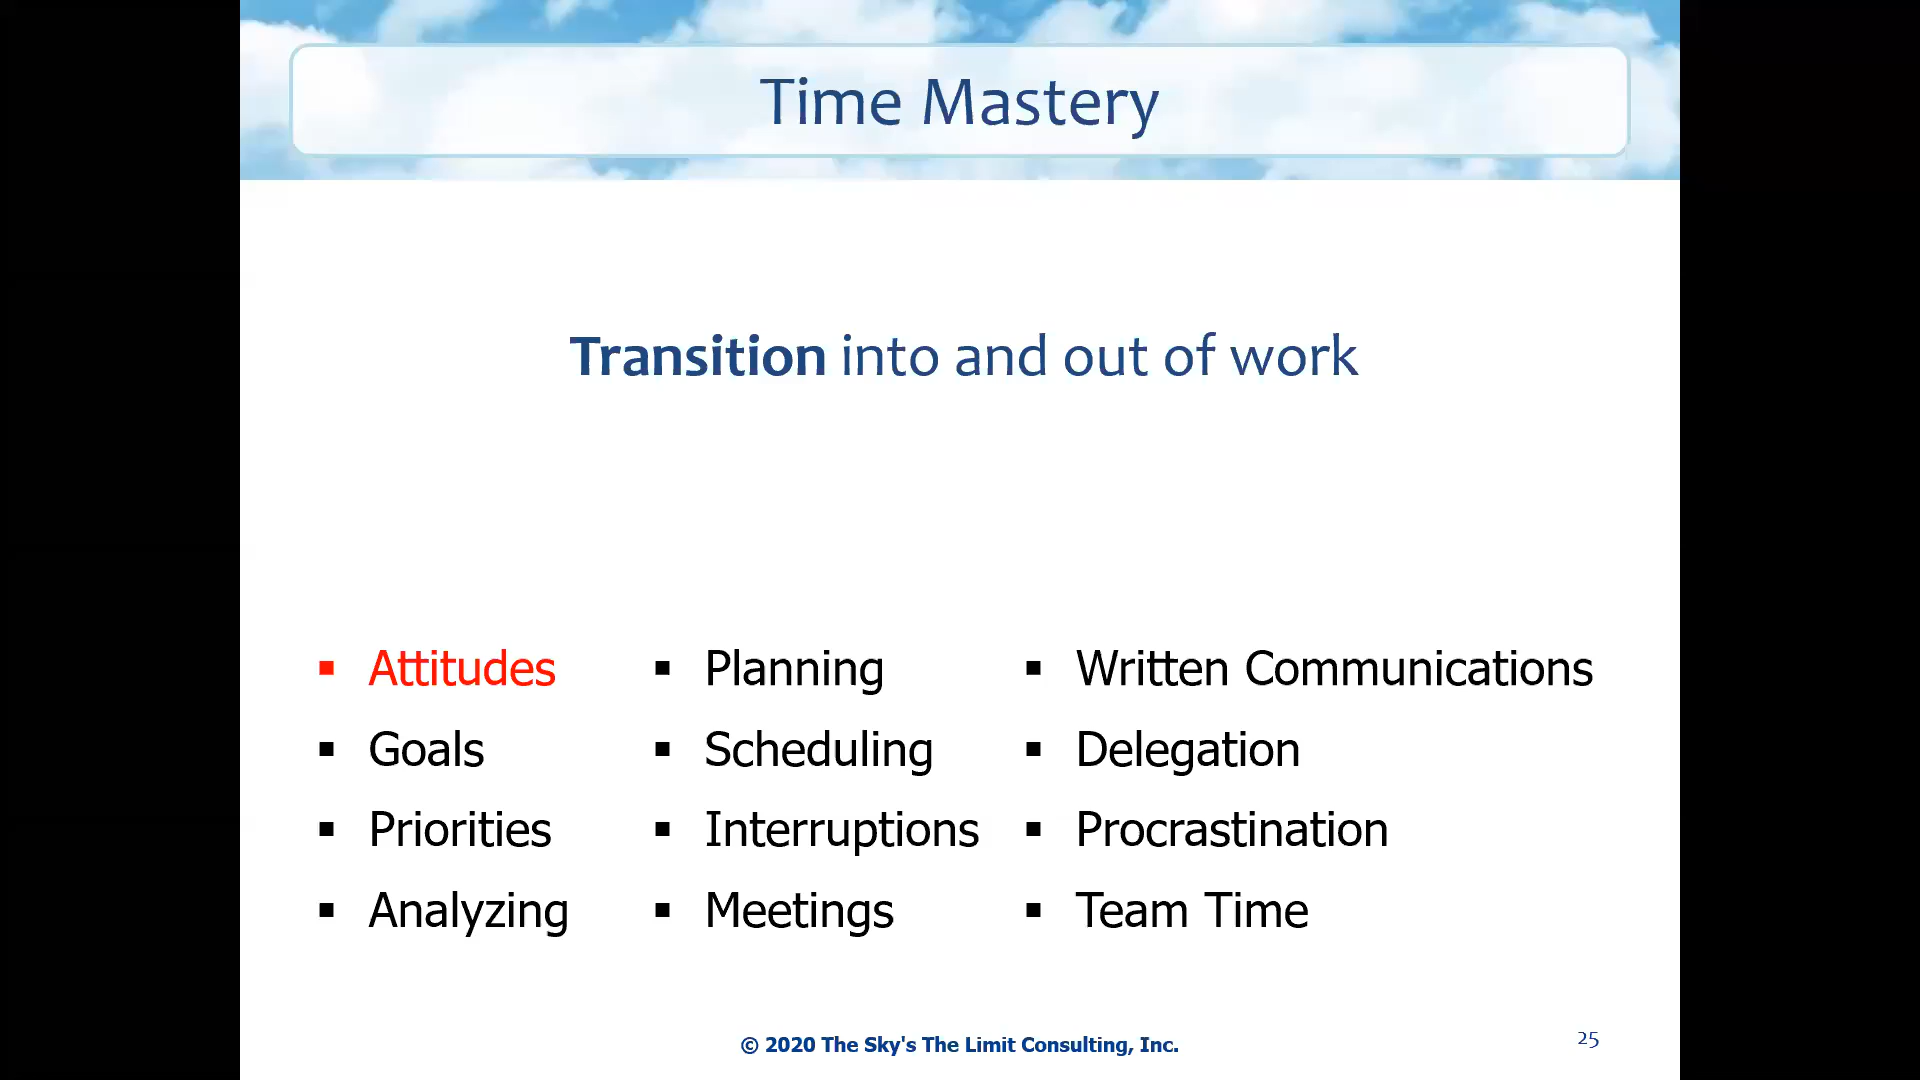 Time Mastery
Transition into and out of work
▪ Attitudes
▪ Goals
▪ Priorities
▪ Analyzing
▪ Planning
▪ Scheduling
▪ Interruptions
▪ Meetings
▪ Written Communications
▪ Delegation
▪ Procrastination
▪ Team Time
© 2020 The Sky's The Limit Consulting, Inc.
25